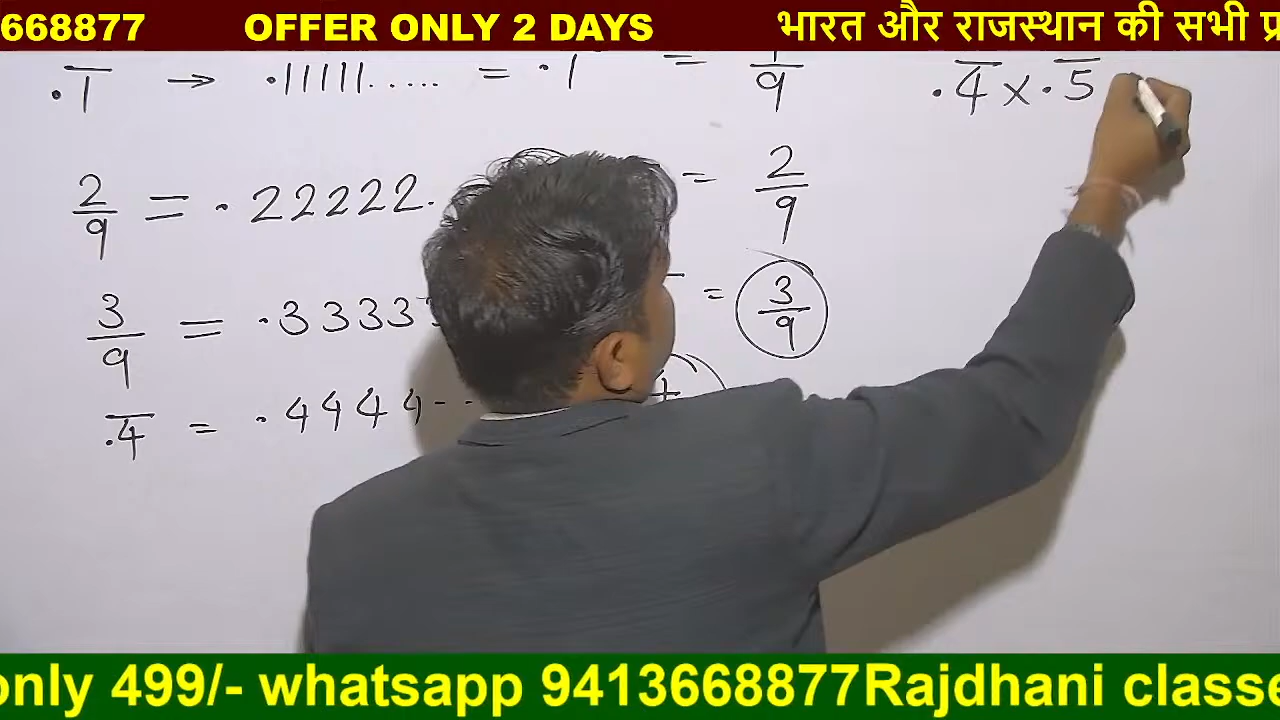 668877 OFFER ONLY 2 DAYS भारत और राजस्थान की सभी
.1̅ → .11111..... = .1̅ = 1/9
2/9 = .22222. = 2/9
3/9 = .3333 = 3/9
.4̅ = .4444--
.4̅ x .5̅
only 499/- whatsapp 9413668877Rajdhani classe